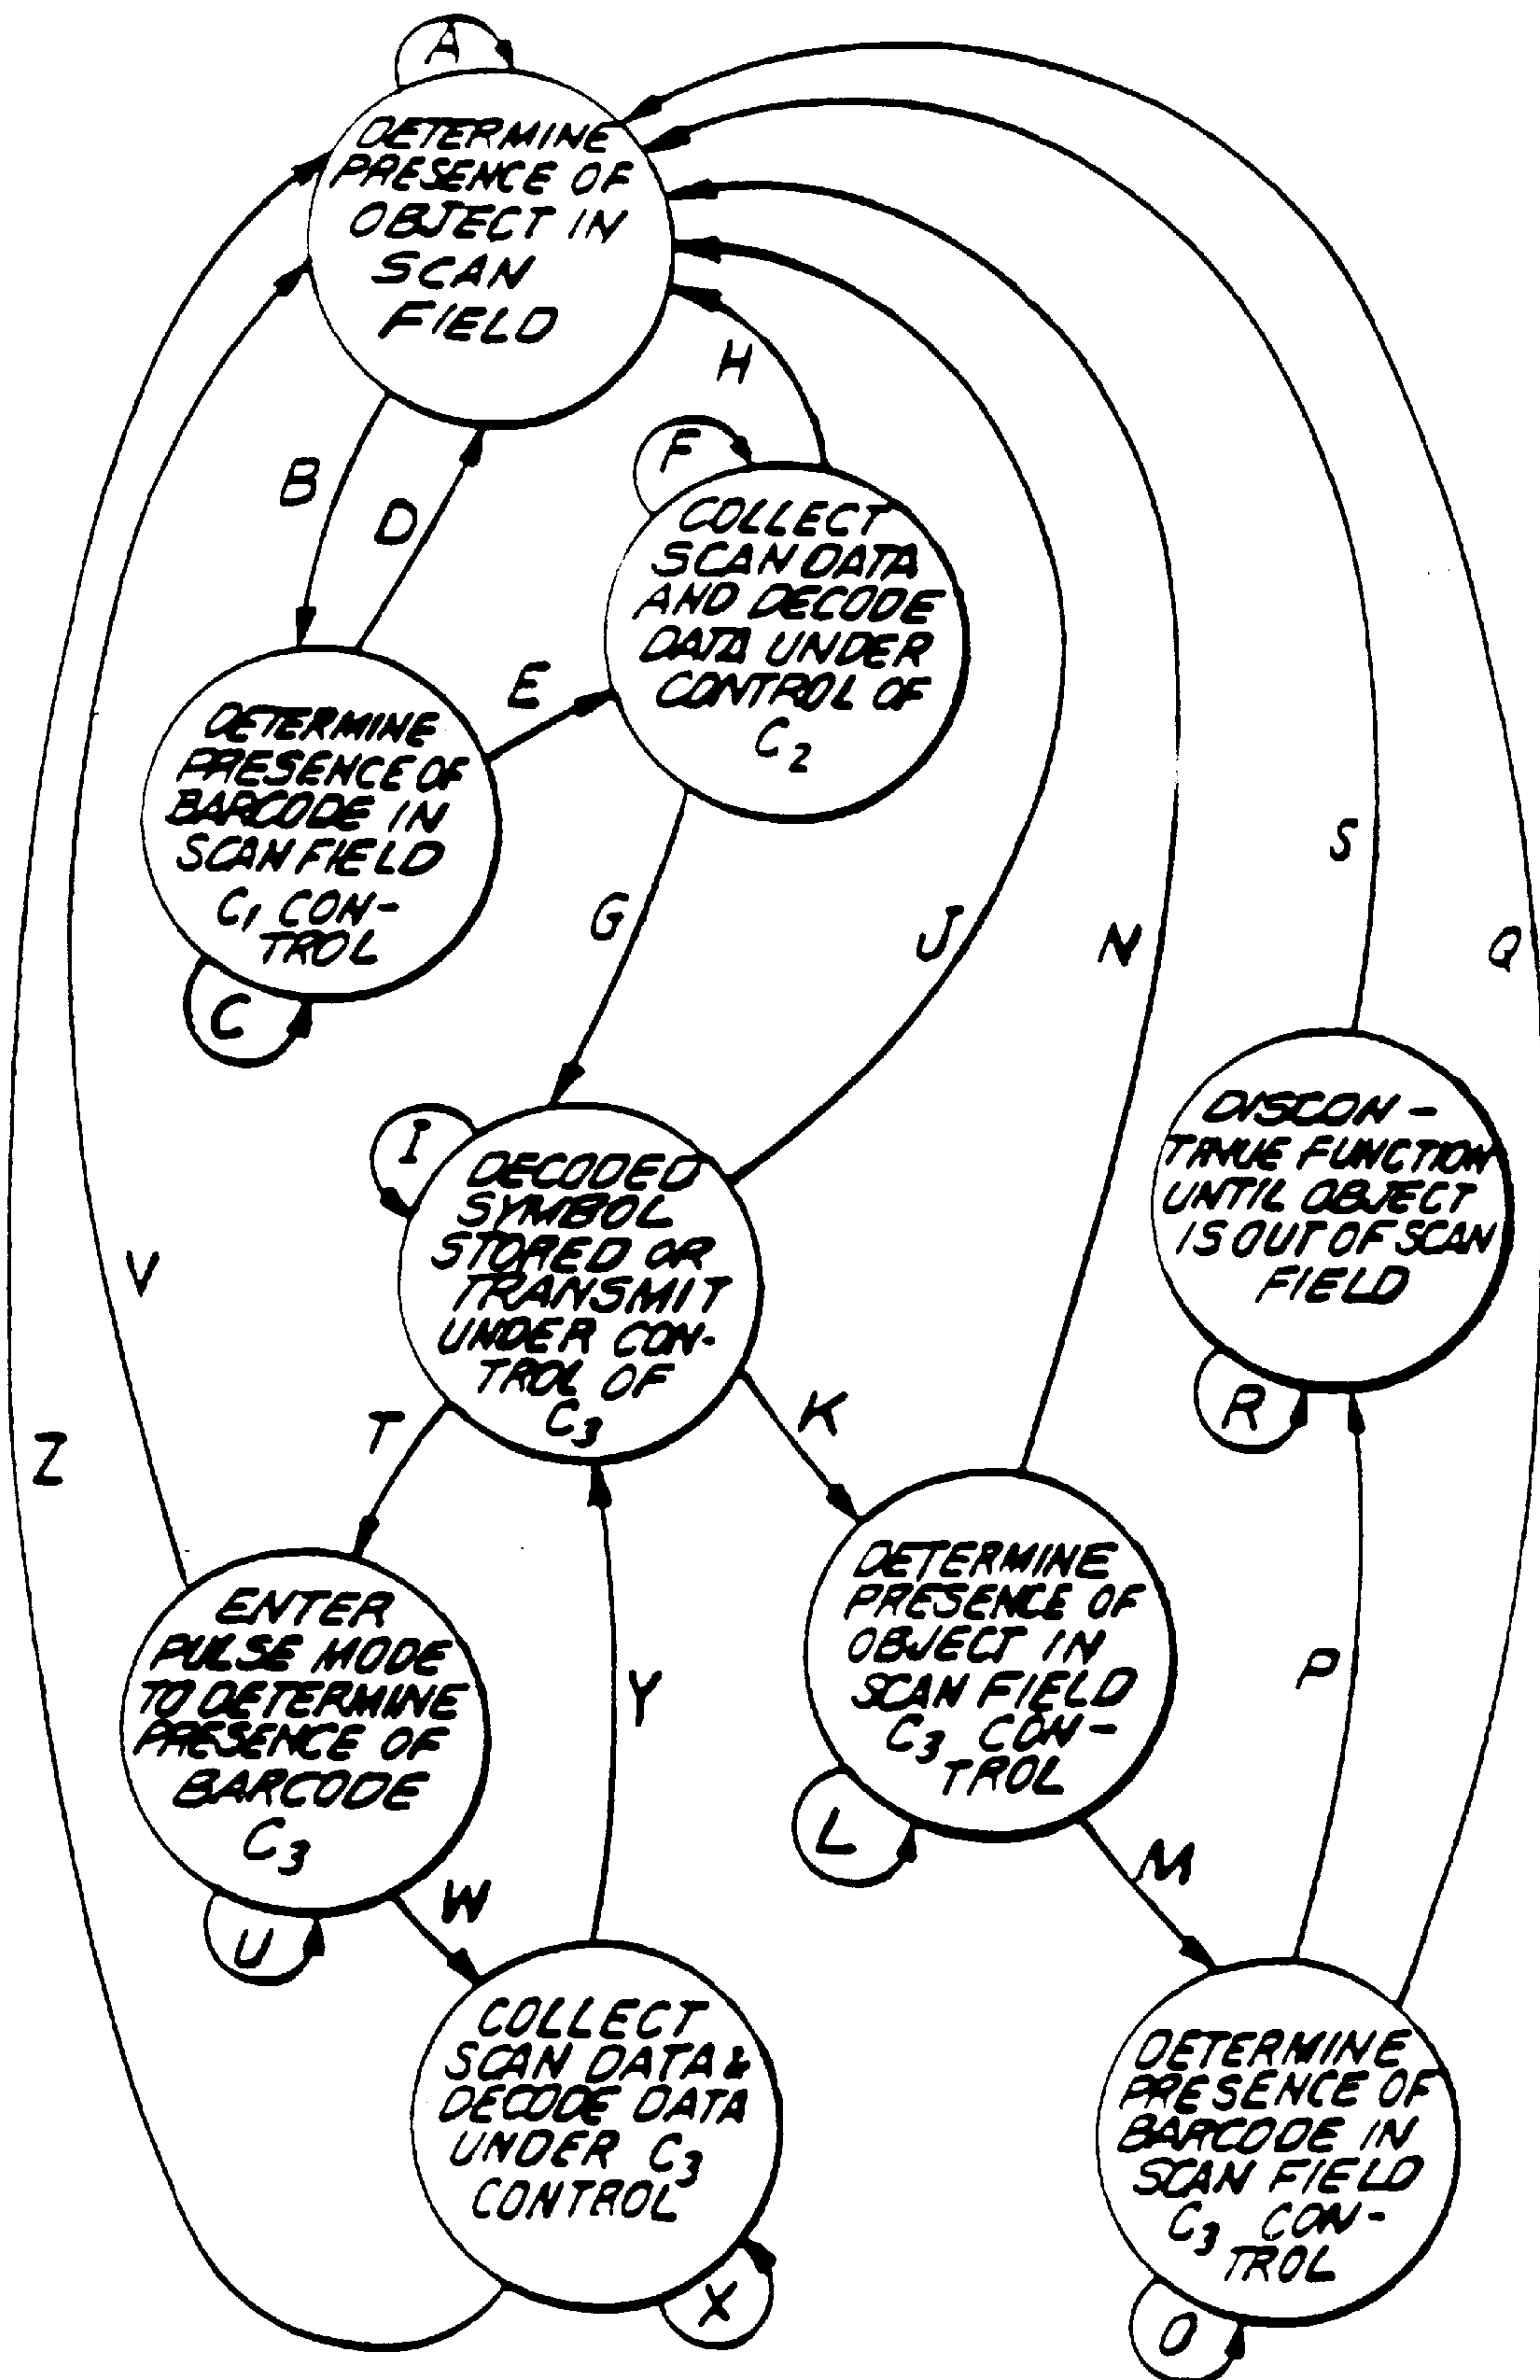 A
DETERMINE
PRESENCE OF
OBJECT IN
SCAN
FIELD
H
B
D
F
COLLECT
SCAN DATA
AND DECODE
DATA UNDER
CONTROL OF
C2
E
DETERMINE
PRESENCE OF
BARCODE IN
SCAN FIELD
C1 CON-
TROL
C
G
J
N
S
Q
I
DECODED
SYMBOL
STORED OR
TRANSMIT
UNDER CON-
TROL OF
C3
DISCON-
TINUE FUNCTION
UNTIL OBJECT
IS OUT OF SCAN
FIELD
R
V
Z
T
K
ENTER
PULSE MODE
TO DETERMINE
PRESENCE OF
BARCODE
C3
U
Y
DETERMINE
PRESENCE OF
OBJECT IN
SCAN FIELD
C3 CON-
TROL
L
P
M
W
COLLECT
SCAN DATA &
DECODE DATA
UNDER C3
CONTROL
X
DETERMINE
PRESENCE OF
BARCODE IN
SCAN FIELD
C3 CON-
TROL
O